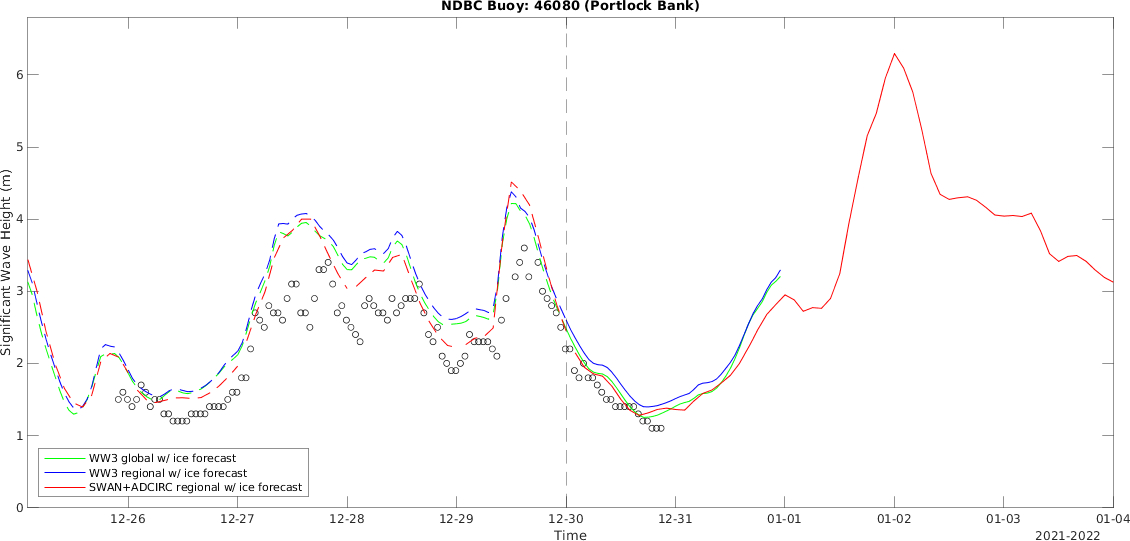 NDBC Buoy: 46080 (Portlock Bank)
Significant Wave Height (m)
6
5
4
3
2
1
0
WW3 global w/ ice forecast
WW3 regional w/ ice forecast
SWAN+ADCIRC regional w/ ice forecast
12-26 12-27 12-28 12-29 12-30 12-31 01-01 01-02 01-03 01-04
Time
2021-2022